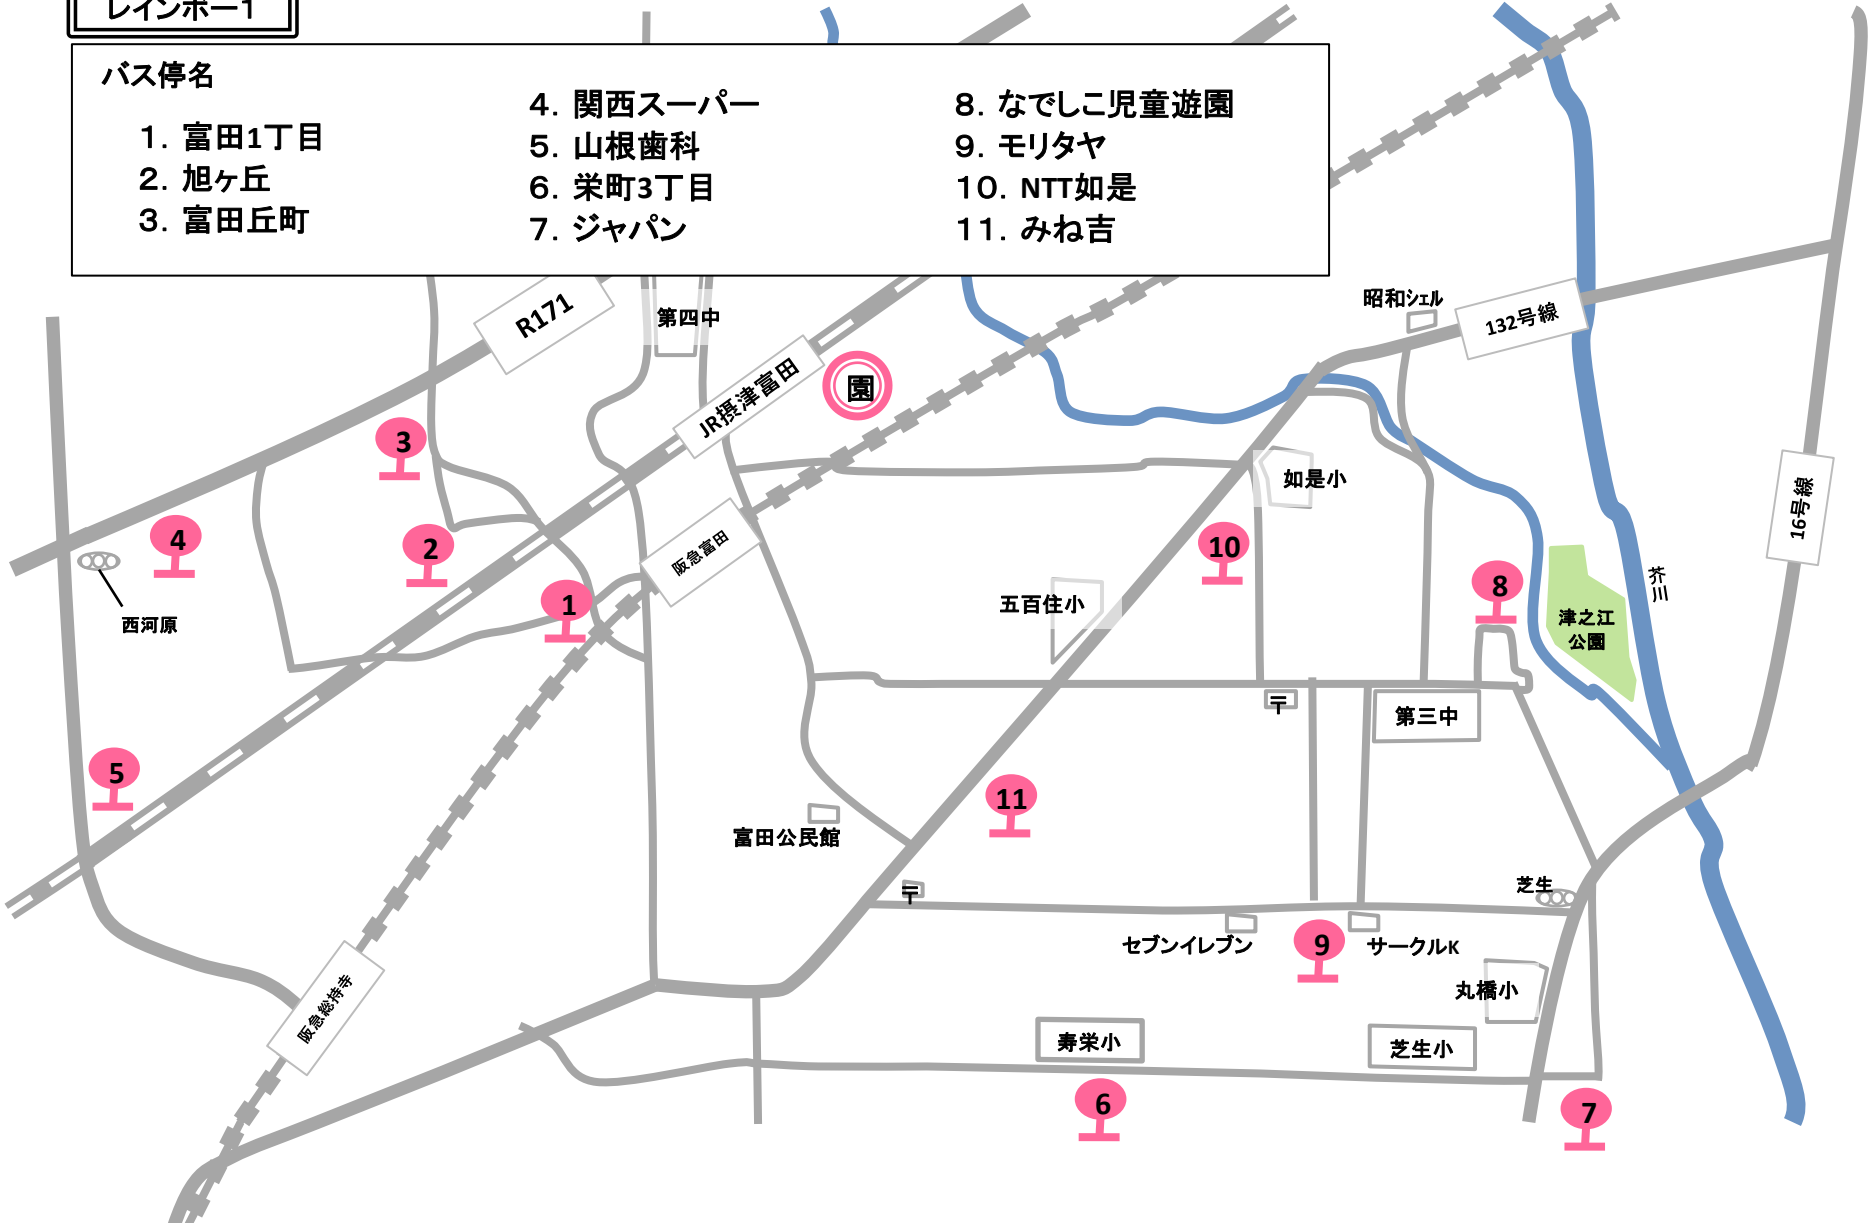 レインボー1
バス停名
1. 富田1丁目
2. 旭ヶ丘
3. 富田丘町
4. 関西スーパー
5. 山根歯科
6. 栄町3丁目
7. ジャパン
8. なでしこ児童遊園
9. モリタヤ
10. NTT如是
11. みね吉
R171
第四中
JR摂津富田
園
昭和ｼｪﾙ
132号線
16号線
3
4
2
西河原
1
阪急富田
如是小
10
五百住小
8
芥川
津之江
公園
〒
第三中
5
11
富田公民館
〒
芝生
セブンイレブン
9
サークルK
丸橋小
阪急総持寺
寿栄小
芝生小
6
7